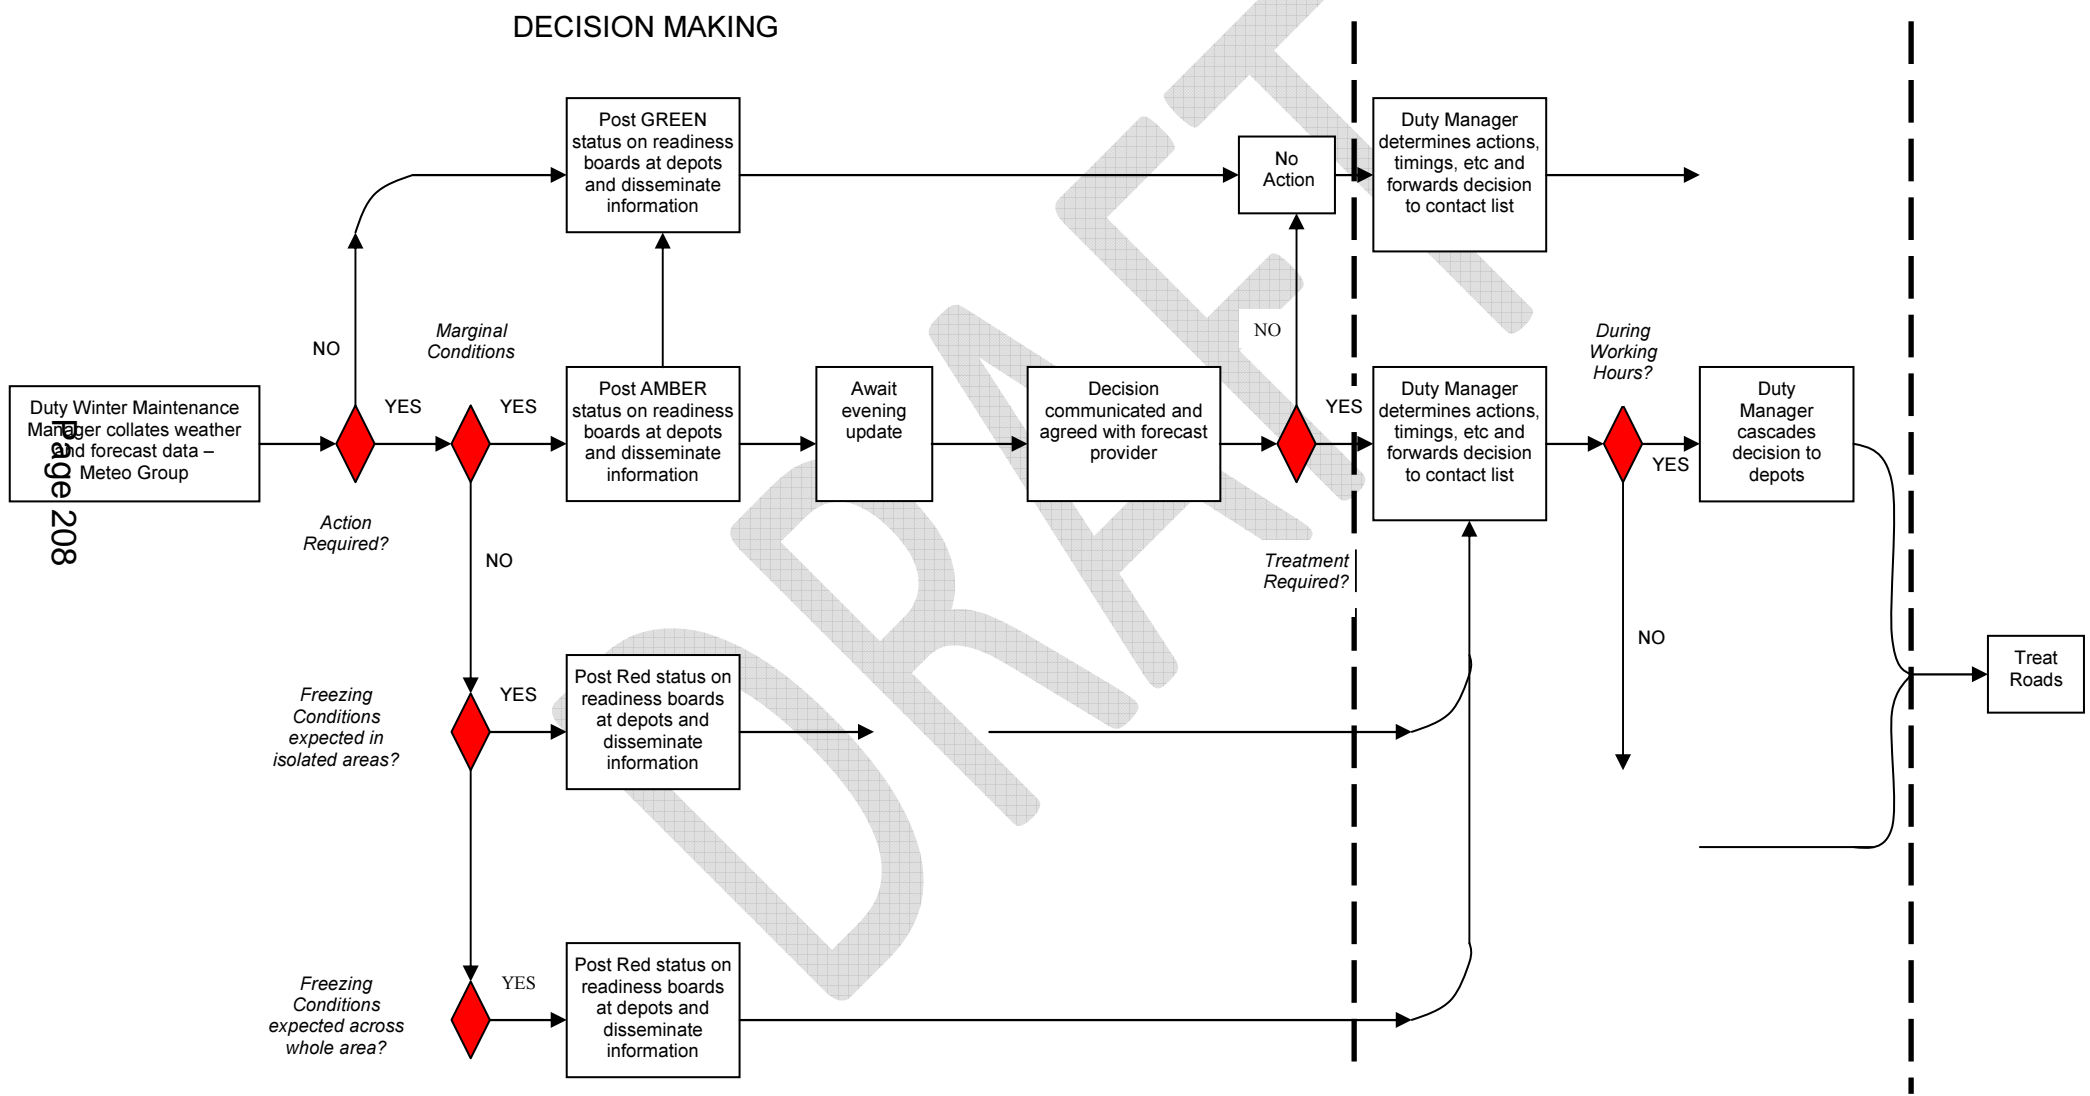 DECISION MAKING
Post GREEN
status on readiness
boards at depots
and disseminate
information
No
Action
Duty Manager
determines actions,
timings, etc and
forwards decision
to contact list
NO
Marginal
Conditions
NO
During
Working
Hours?
Duty Winter Maintenance
Manager collates weather
and forecast data –
Meteo Group
YES
YES
Post AMBER
status on readiness
boards at depots
and disseminate
information
Await
evening
update
Decision
communicated and
agreed with forecast
provider
YES
Duty Manager
determines actions,
timings, etc and
forwards decision
to contact list
YES
Duty
Manager
cascades
decision to
depots
Page 208
Action
Required?
NO
Treatment
Required?
NO
Treat
Roads
Freezing
Conditions
expected in
isolated areas?
YES
Post Red status on
readiness boards
at depots and
disseminate
information
Freezing
Conditions
expected across
whole area?
YES
Post Red status on
readiness boards
at depots and
disseminate
information
DRAFT